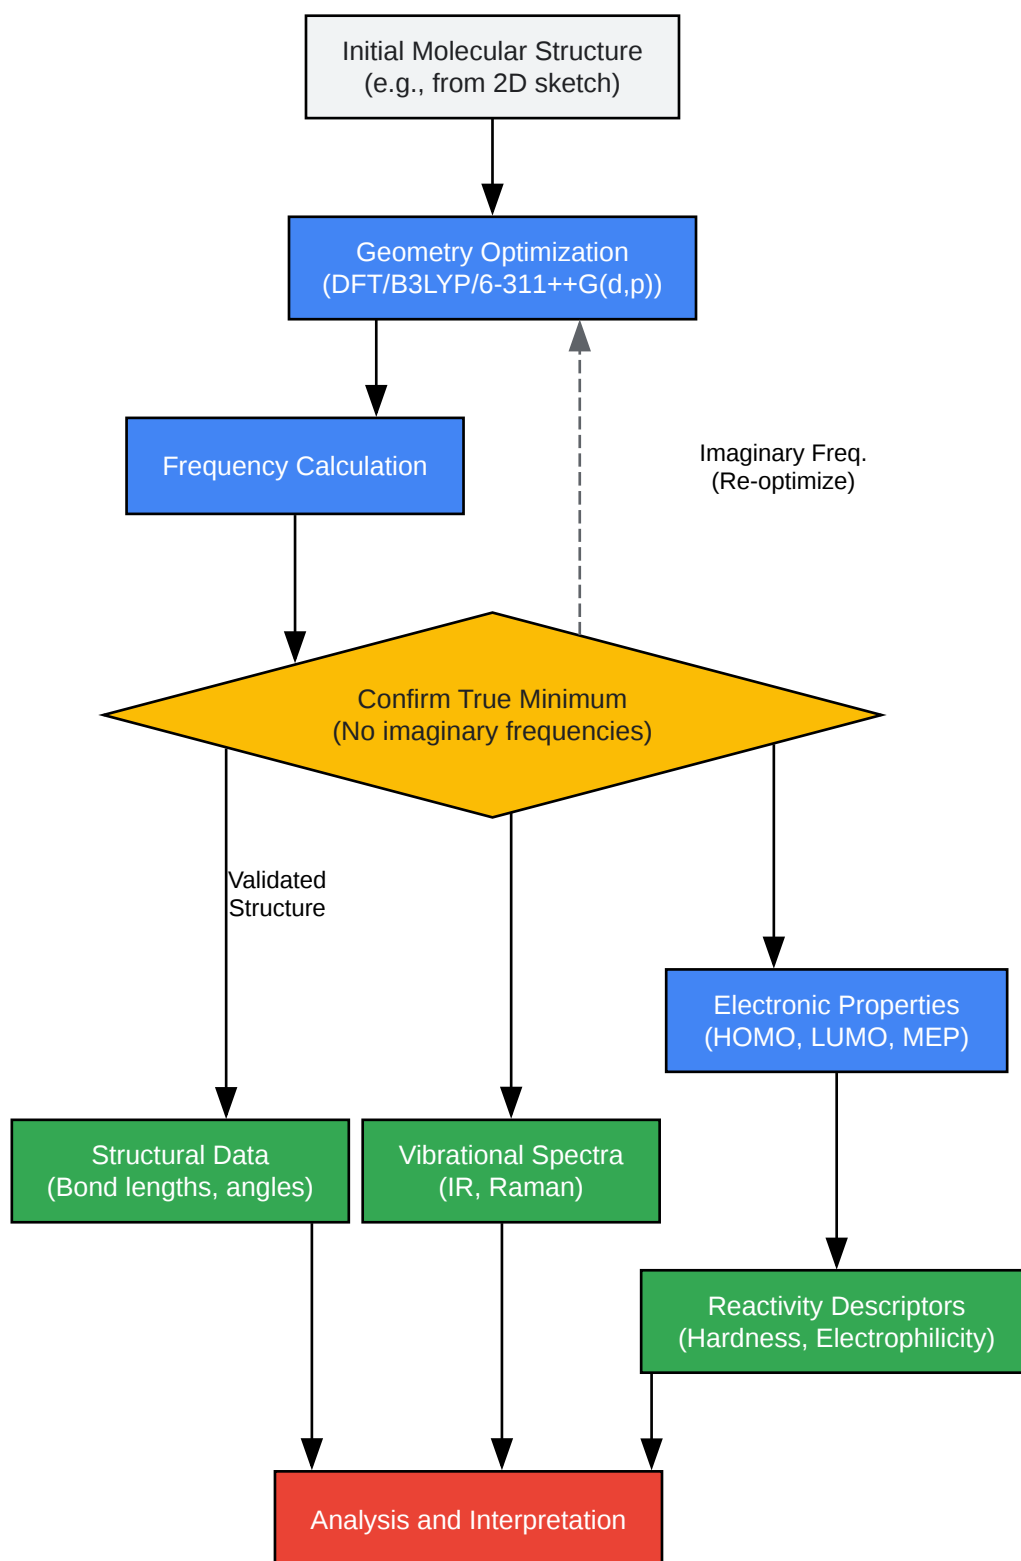 Initial Molecular Structure
(e.g., from 2D sketch)
Geometry Optimization
(DFT/B3LYP/6-311++G(d,p))
Frequency Calculation
Imaginary Freq.
(Re-optimize)
Confirm True Minimum
(No imaginary frequencies)
Validated
Structure
Electronic Properties
(HOMO, LUMO, MEP)
Structural Data
(Bond lengths, angles)
Vibrational Spectra
(IR, Raman)
Reactivity Descriptors
(Hardness, Electrophilicity)
Analysis and Interpretation